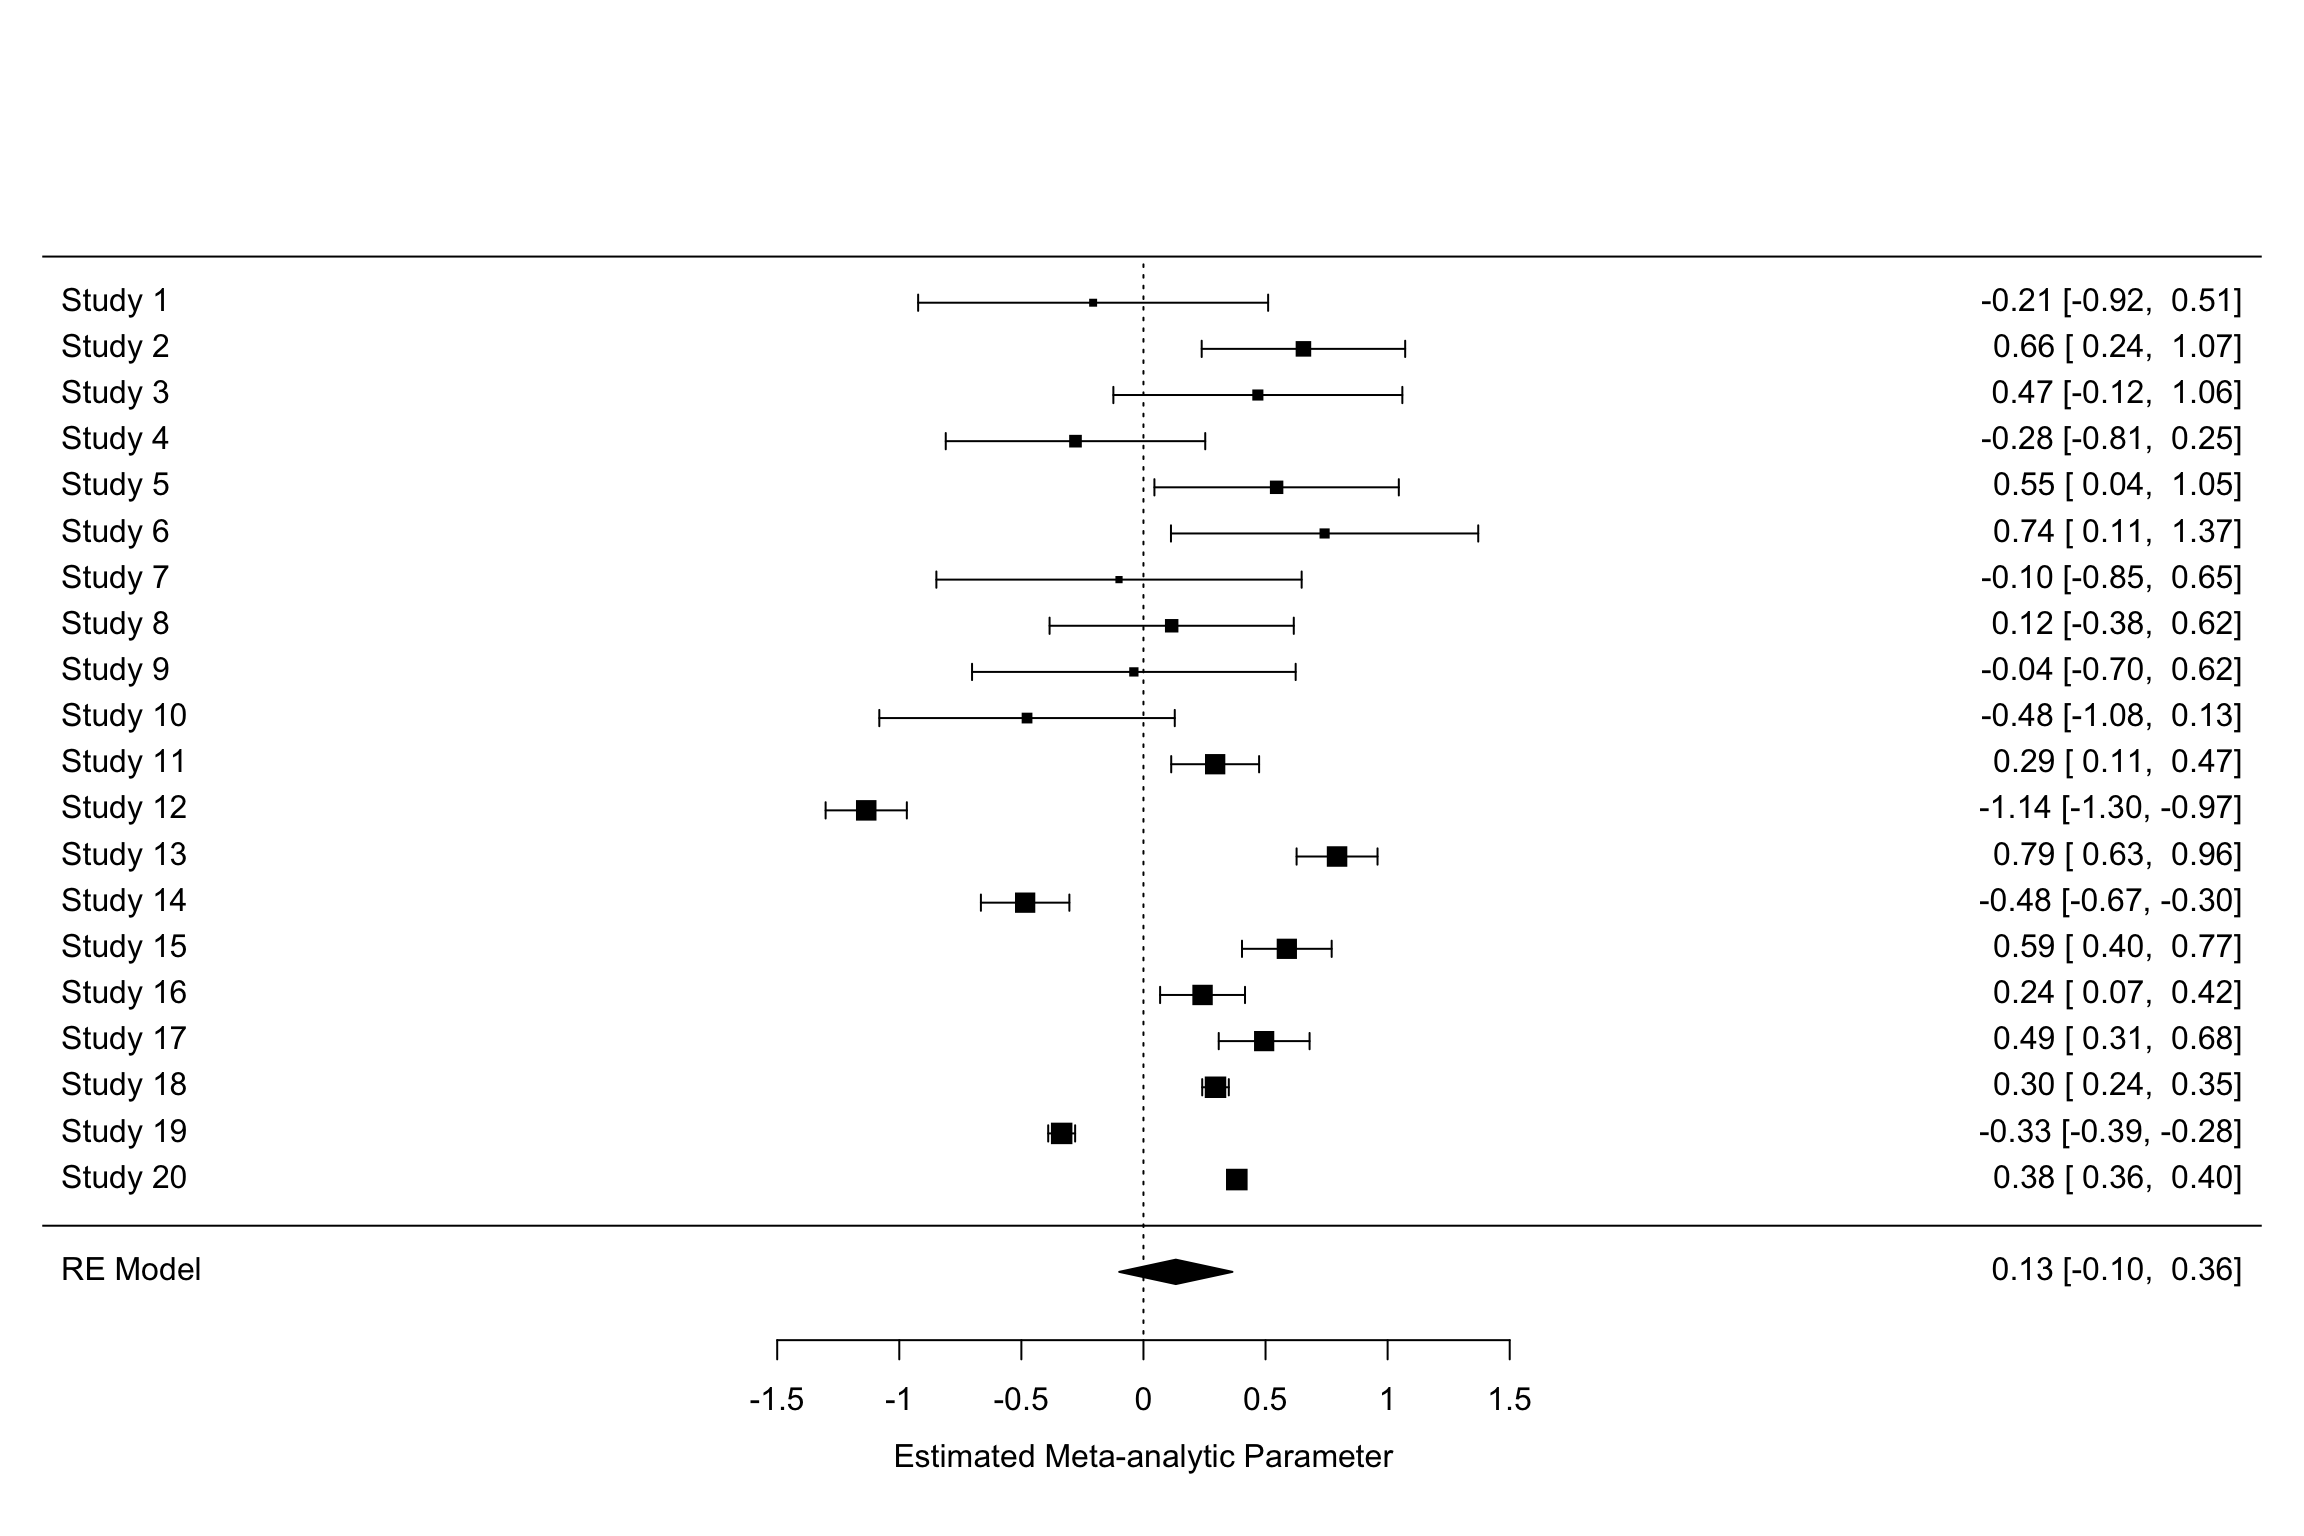 Study 1 -0.21 [-0.92, 0.51]
Study 2 0.66 [ 0.24, 1.07]
Study 3 0.47 [-0.12, 1.06]
Study 4 -0.28 [-0.81, 0.25]
Study 5 0.55 [ 0.04, 1.05]
Study 6 0.74 [ 0.11, 1.37]
Study 7 -0.10 [-0.85, 0.65]
Study 8 0.12 [-0.38, 0.62]
Study 9 -0.04 [-0.70, 0.62]
Study 10 -0.48 [-1.08, 0.13]
Study 11 0.29 [ 0.11, 0.47]
Study 12 -1.14 [-1.30, -0.97]
Study 13 0.79 [ 0.63, 0.96]
Study 14 -0.48 [-0.67, -0.30]
Study 15 0.59 [ 0.40, 0.77]
Study 16 0.24 [ 0.07, 0.42]
Study 17 0.49 [ 0.31, 0.68]
Study 18 0.30 [ 0.24, 0.35]
Study 19 -0.33 [-0.39, -0.28]
Study 20 0.38 [ 0.36, 0.40]
RE Model 0.13 [-0.10, 0.36]
-1.5 -1 -0.5 0 0.5 1 1.5
Estimated Meta-analytic Parameter